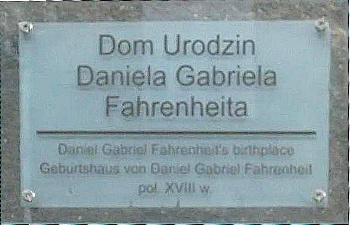 Dom Urodzin
Daniela Gabriela
Fahrenheita
Daniel Gabriel Fahrenheit's birthplace
Geburtshaus von Daniel Gabriel Fahrenheit
poł. XVIII w.